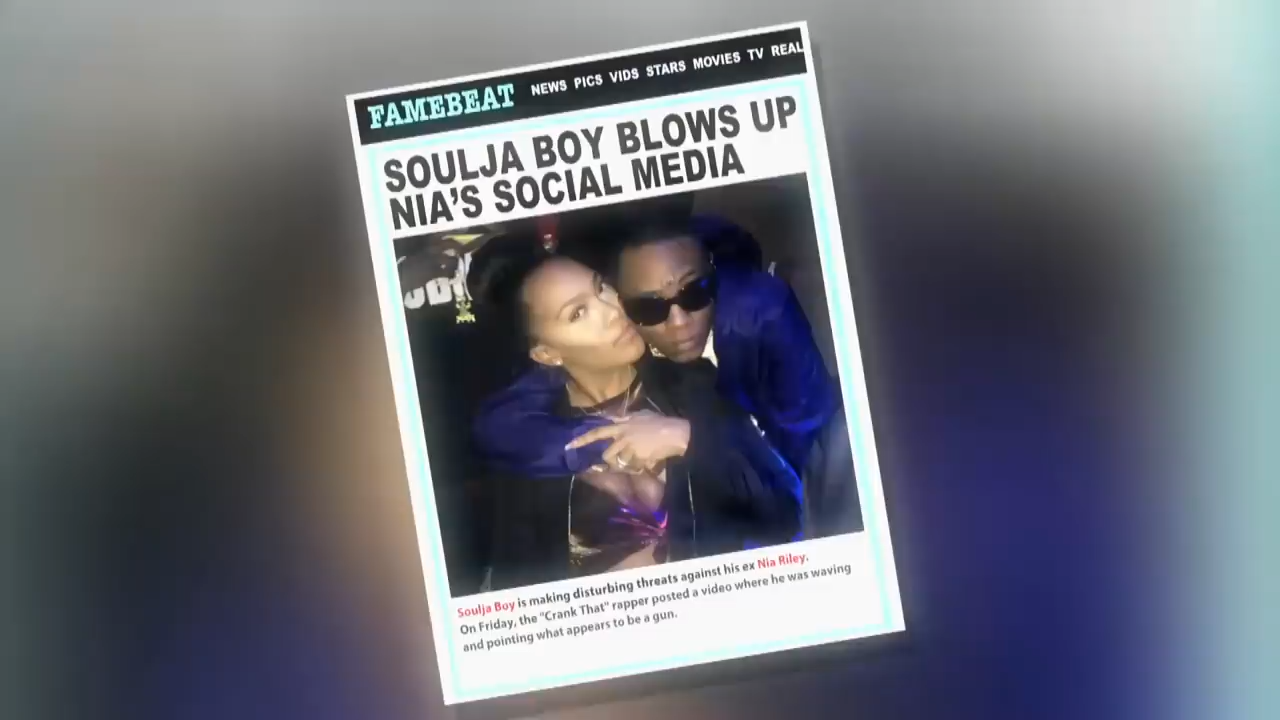 FAMEBEAT NEWS PICS VIDS STARS MOVIES TV REAL
SOULJA BOY BLOWS UP
NIA'S SOCIAL MEDIA
Soulja Boy is making disturbing threats against his ex Nia Riley.
On Friday, the "Crank That" rapper posted a video where he was waving
and pointing what appears to be a gun.